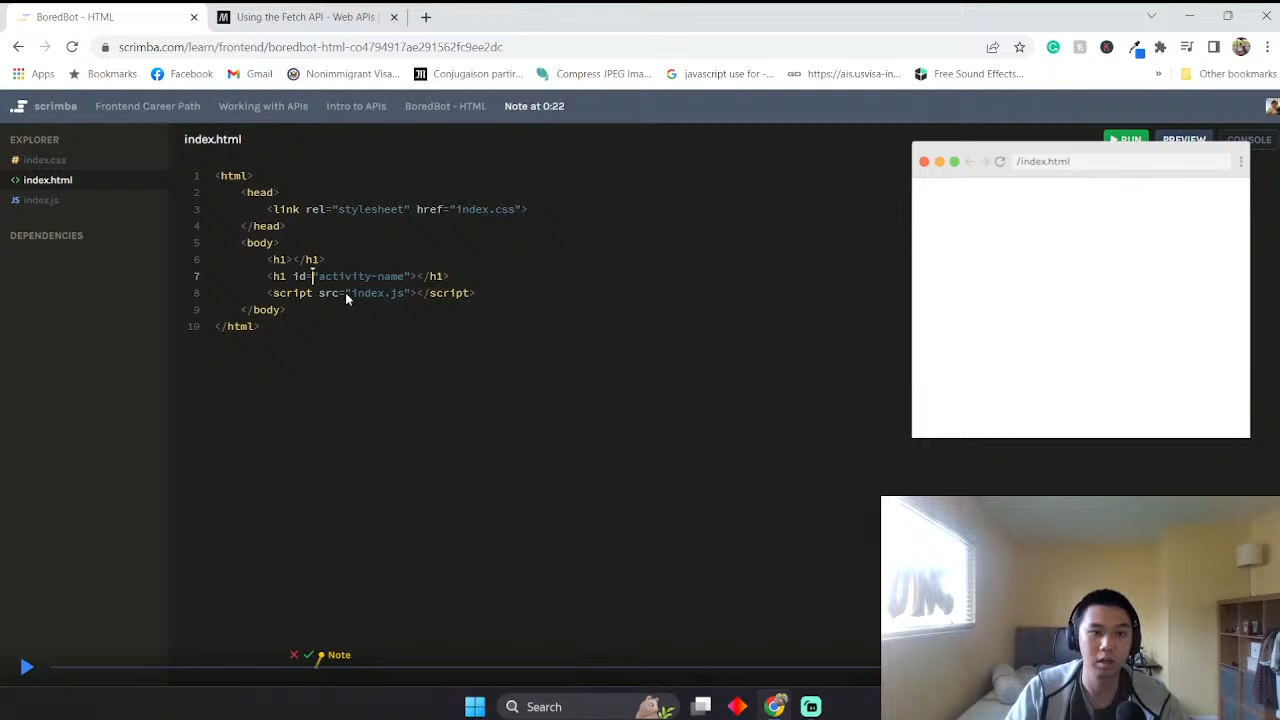 BoredBot - HTML
Using the Fetch API - Web APIs |
scrimba.com/learn/frontend/boredbot-html-co4794917ae291562fc9ee2dc
Apps
Bookmarks
Facebook
Gmail
Nonimmigrant Visa...
Conjugaison partir...
Compress JPEG Ima...
javascript use for -...
https://ais.usvisa-in...
Free Sound Effects...
»
Other bookmarks
scrimba
Frontend Career Path
Working with APIs
Intro to APIs
BoredBot - HTML
Note at 0:22
EXPLORER
index.css
index.html
index.js
DEPENDENCIES
index.html
RUN
PREVIEW
CONSOLE
1 <html>
2 <head>
3 <link rel="stylesheet" href="index.css">
4 </head>
5 <body>
6 <h1></h1>
7 <h1 id="activity-name"></h1>
8 <script src="index.js"></script>
9 </body>
10 </html>
/index.html
Note
Search